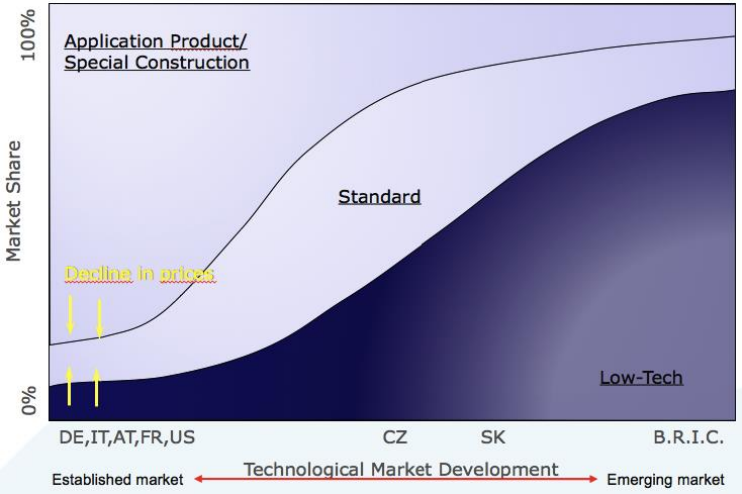 100%
Application Product/
Special Construction
Market Share
Standard
Decline in prices
Low-Tech
0%
DE,IT,AT,FR,US
CZ
SK
B.R.I.C.
Established market
Technological Market Development
Emerging market